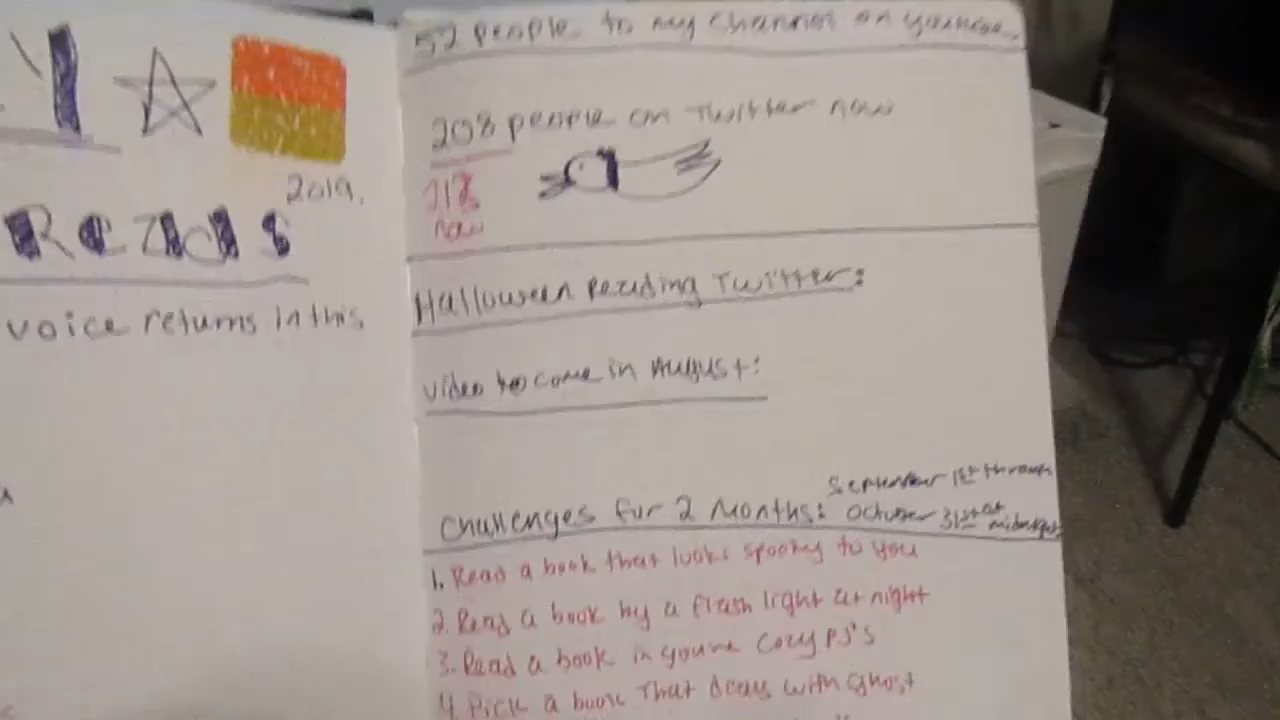 Y
2019.
Reads
voice returns in this
52 people to my channel on youtube.
208 people on Twitter now
218
now
Halloween Reading Twitter:
video to come in August:
September 1st through
Challenges for 2 Months: October 31st at midnight
1. Read a book that looks spooky to you
2. Read a book by a flash light at night
3. Read a book in youre cozy PJ's
4. Pick a book That deals with Ghost